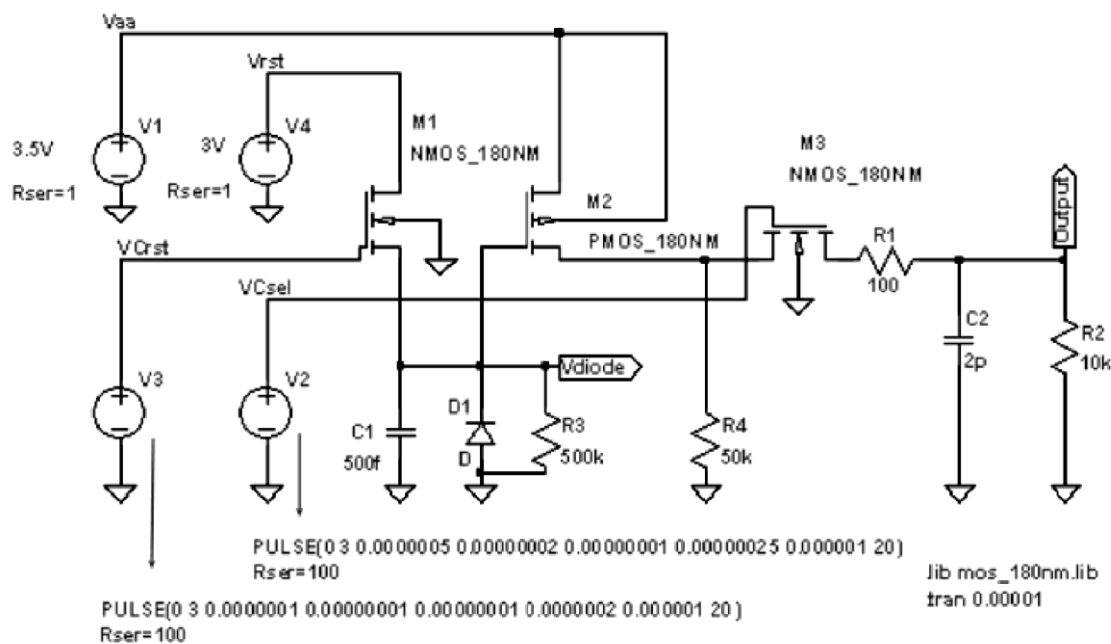 Vaa
Vrst
V1
3.5V
Rser=1
V4
3V
Rser=1
M1
NMOS_180NM
M2
PMOS_180NM
M3
NMOS_180NM
Output
R1
100
VCrst
VCsel
C2
2p
R2
10k
V3
V2
Vdiode
C1
500f
D1
D
R3
500k
R4
50k
PULSE(0 3 0.0000005 0.00000002 0.00000001 0.00000025 0.000001 20)
Rser=100
.lib mos_180nm.lib
.tran 0.00001
PULSE(0 3 0.0000001 0.00000001 0.00000001 0.0000002 0.000001 20)
Rser=100